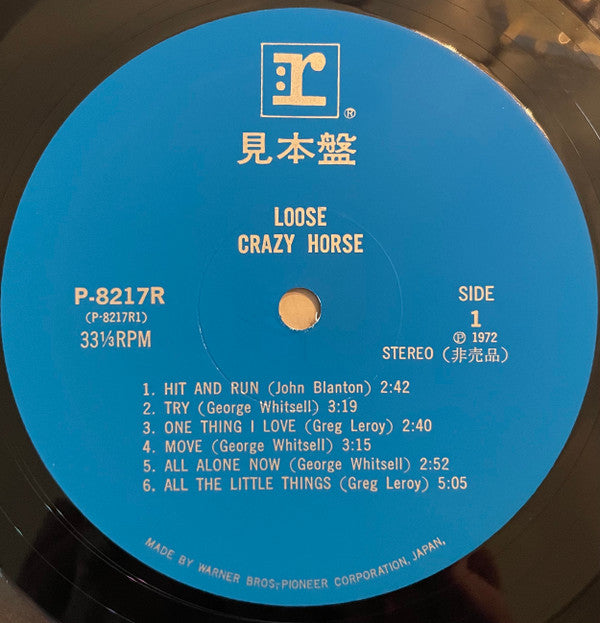 r
®
見本盤
LOOSE
CRAZY HORSE
P-8217R
(P-8217R1)
33⅓RPM
SIDE
1
Ⓟ 1972
STEREO (非売品)
1. HIT AND RUN (John Blanton) 2:42
2. TRY (George Whitsell) 3:19
3. ONE THING I LOVE (Greg Leroy) 2:40
4. MOVE (George Whitsell) 3:15
5. ALL ALONE NOW (George Whitsell) 2:52
6. ALL THE LITTLE THINGS (Greg Leroy) 5:05
MADE BY WARNER BROS.-PIONEER CORPORATION, JAPAN,